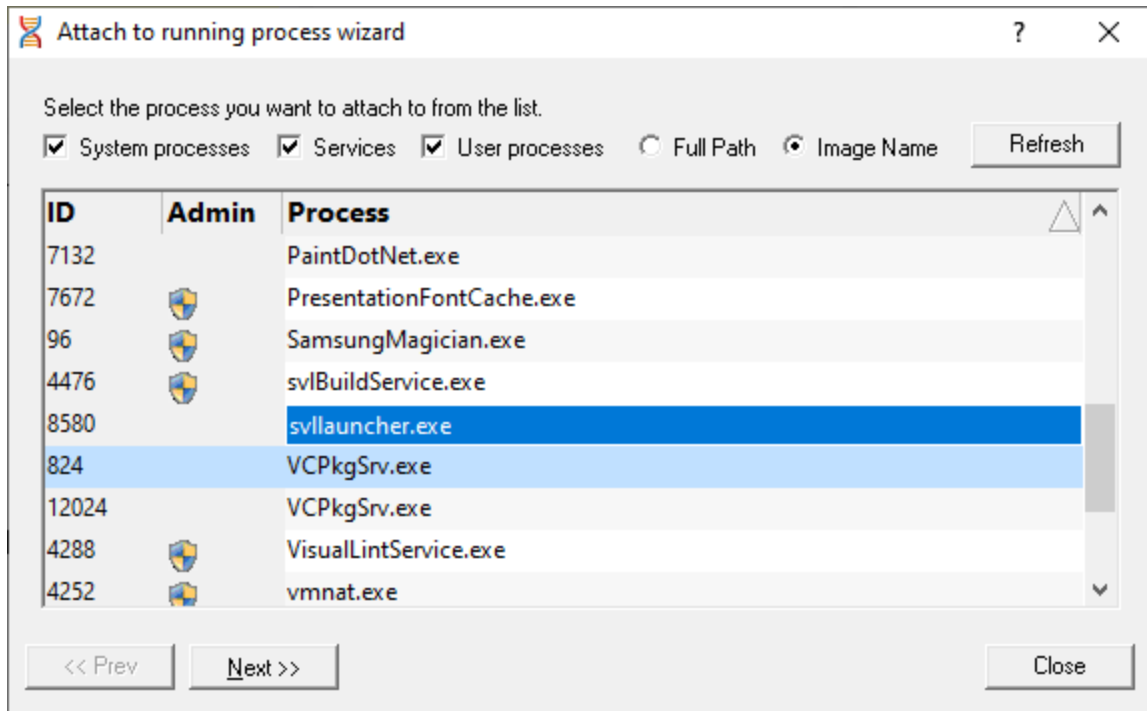 Attach to running process wizard
Select the process you want to attach to from the list.
System processes Services User processes Full Path Image Name Refresh
ID Admin Process
7132 PaintDotNet.exe
7672 PresentationFontCache.exe
96 SamsungMagician.exe
4476 svlBuildService.exe
8580 svllauncher.exe
824 VCPkgSrv.exe
12024 VCPkgSrv.exe
4288 VisualLintService.exe
4252 vmnat.exe
<< Prev Next >> Close